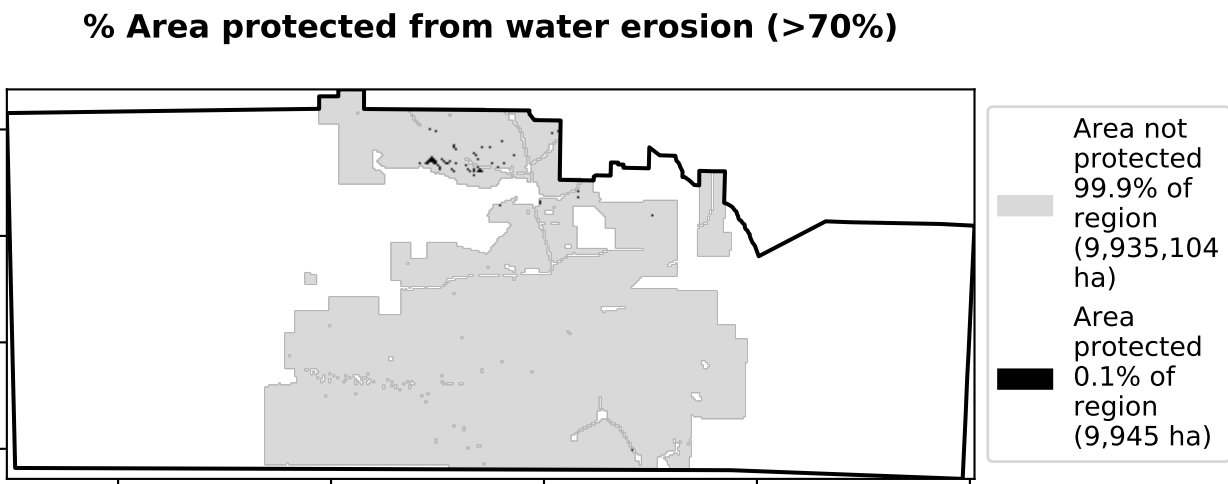 % Area protected from water erosion (>70%)
Area not
protected
99.9% of
region
(9,935,104
ha)
Area
protected
0.1% of
region
(9,945 ha)